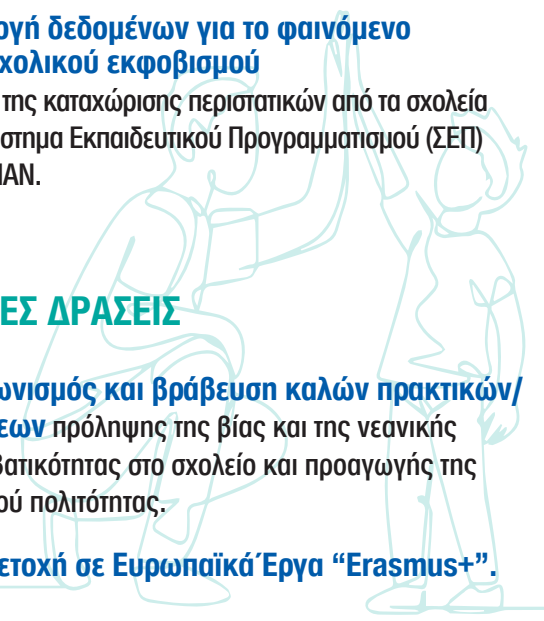 ογή δεδομένων για το φαινόμενο
χολικού εκφοβισμού
της καταχώρισης περιστατικών από τα σχολεία
στημα Εκπαιδευτικού Προγραμματισμού (ΣΕΠ)
ΠΑΝ.
ΕΣ ΔΡΑΣΕΙΣ
ωνισμός και βράβευση καλών πρακτικών/
εων πρόληψης της βίας και της νεανικής
βατικότητας στο σχολείο και προαγωγής της
ού πολιτότητας.
ετοχή σε Ευρωπαϊκά Έργα “Erasmus+”.